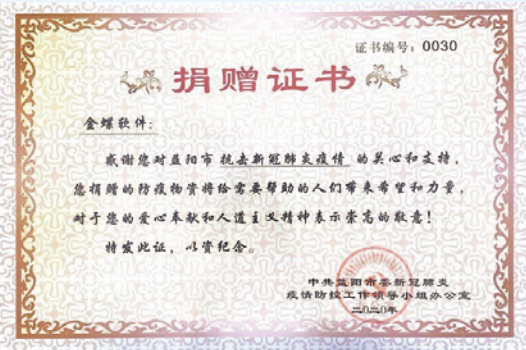 证书编号：0030
捐赠证书
金蝶软件：
感谢您对益阳市 抗击新冠肺炎疫情 的关心和支持，
您捐赠的防疫物资将给需要帮助的人们带来希望和力量，
对于您的爱心奉献和人道主义精神表示崇高的敬意！
特发此证，以资纪念。
中共益阳市委新冠肺炎
疫情防控工作领导小组办公室
二〇二〇年